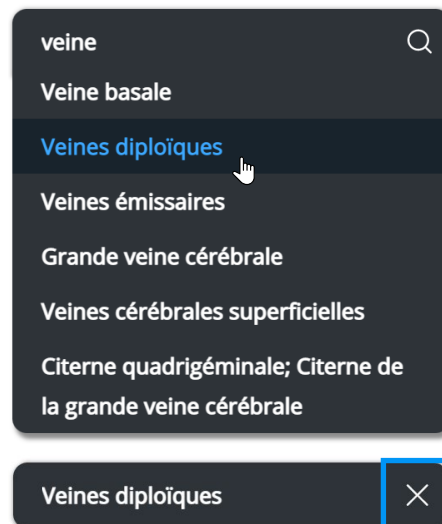 veine
Veine basale
Veines diploïques
Veines émissaires
Grande veine cérébrale
Veines cérébrales superficielles
Citerne quadrigéminale; Citerne de
la grande veine cérébrale
Veines diploïques